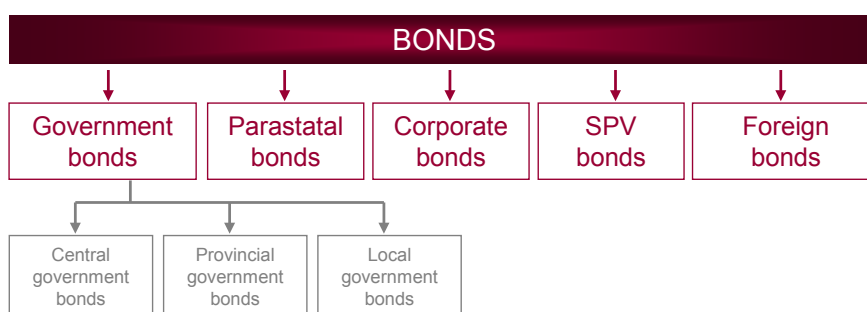 BONDS
Government
bonds
Parastatal
bonds
Corporate
bonds
SPV
bonds
Foreign
bonds
Central
government
bonds
Provincial
government
bonds
Local
government
bonds